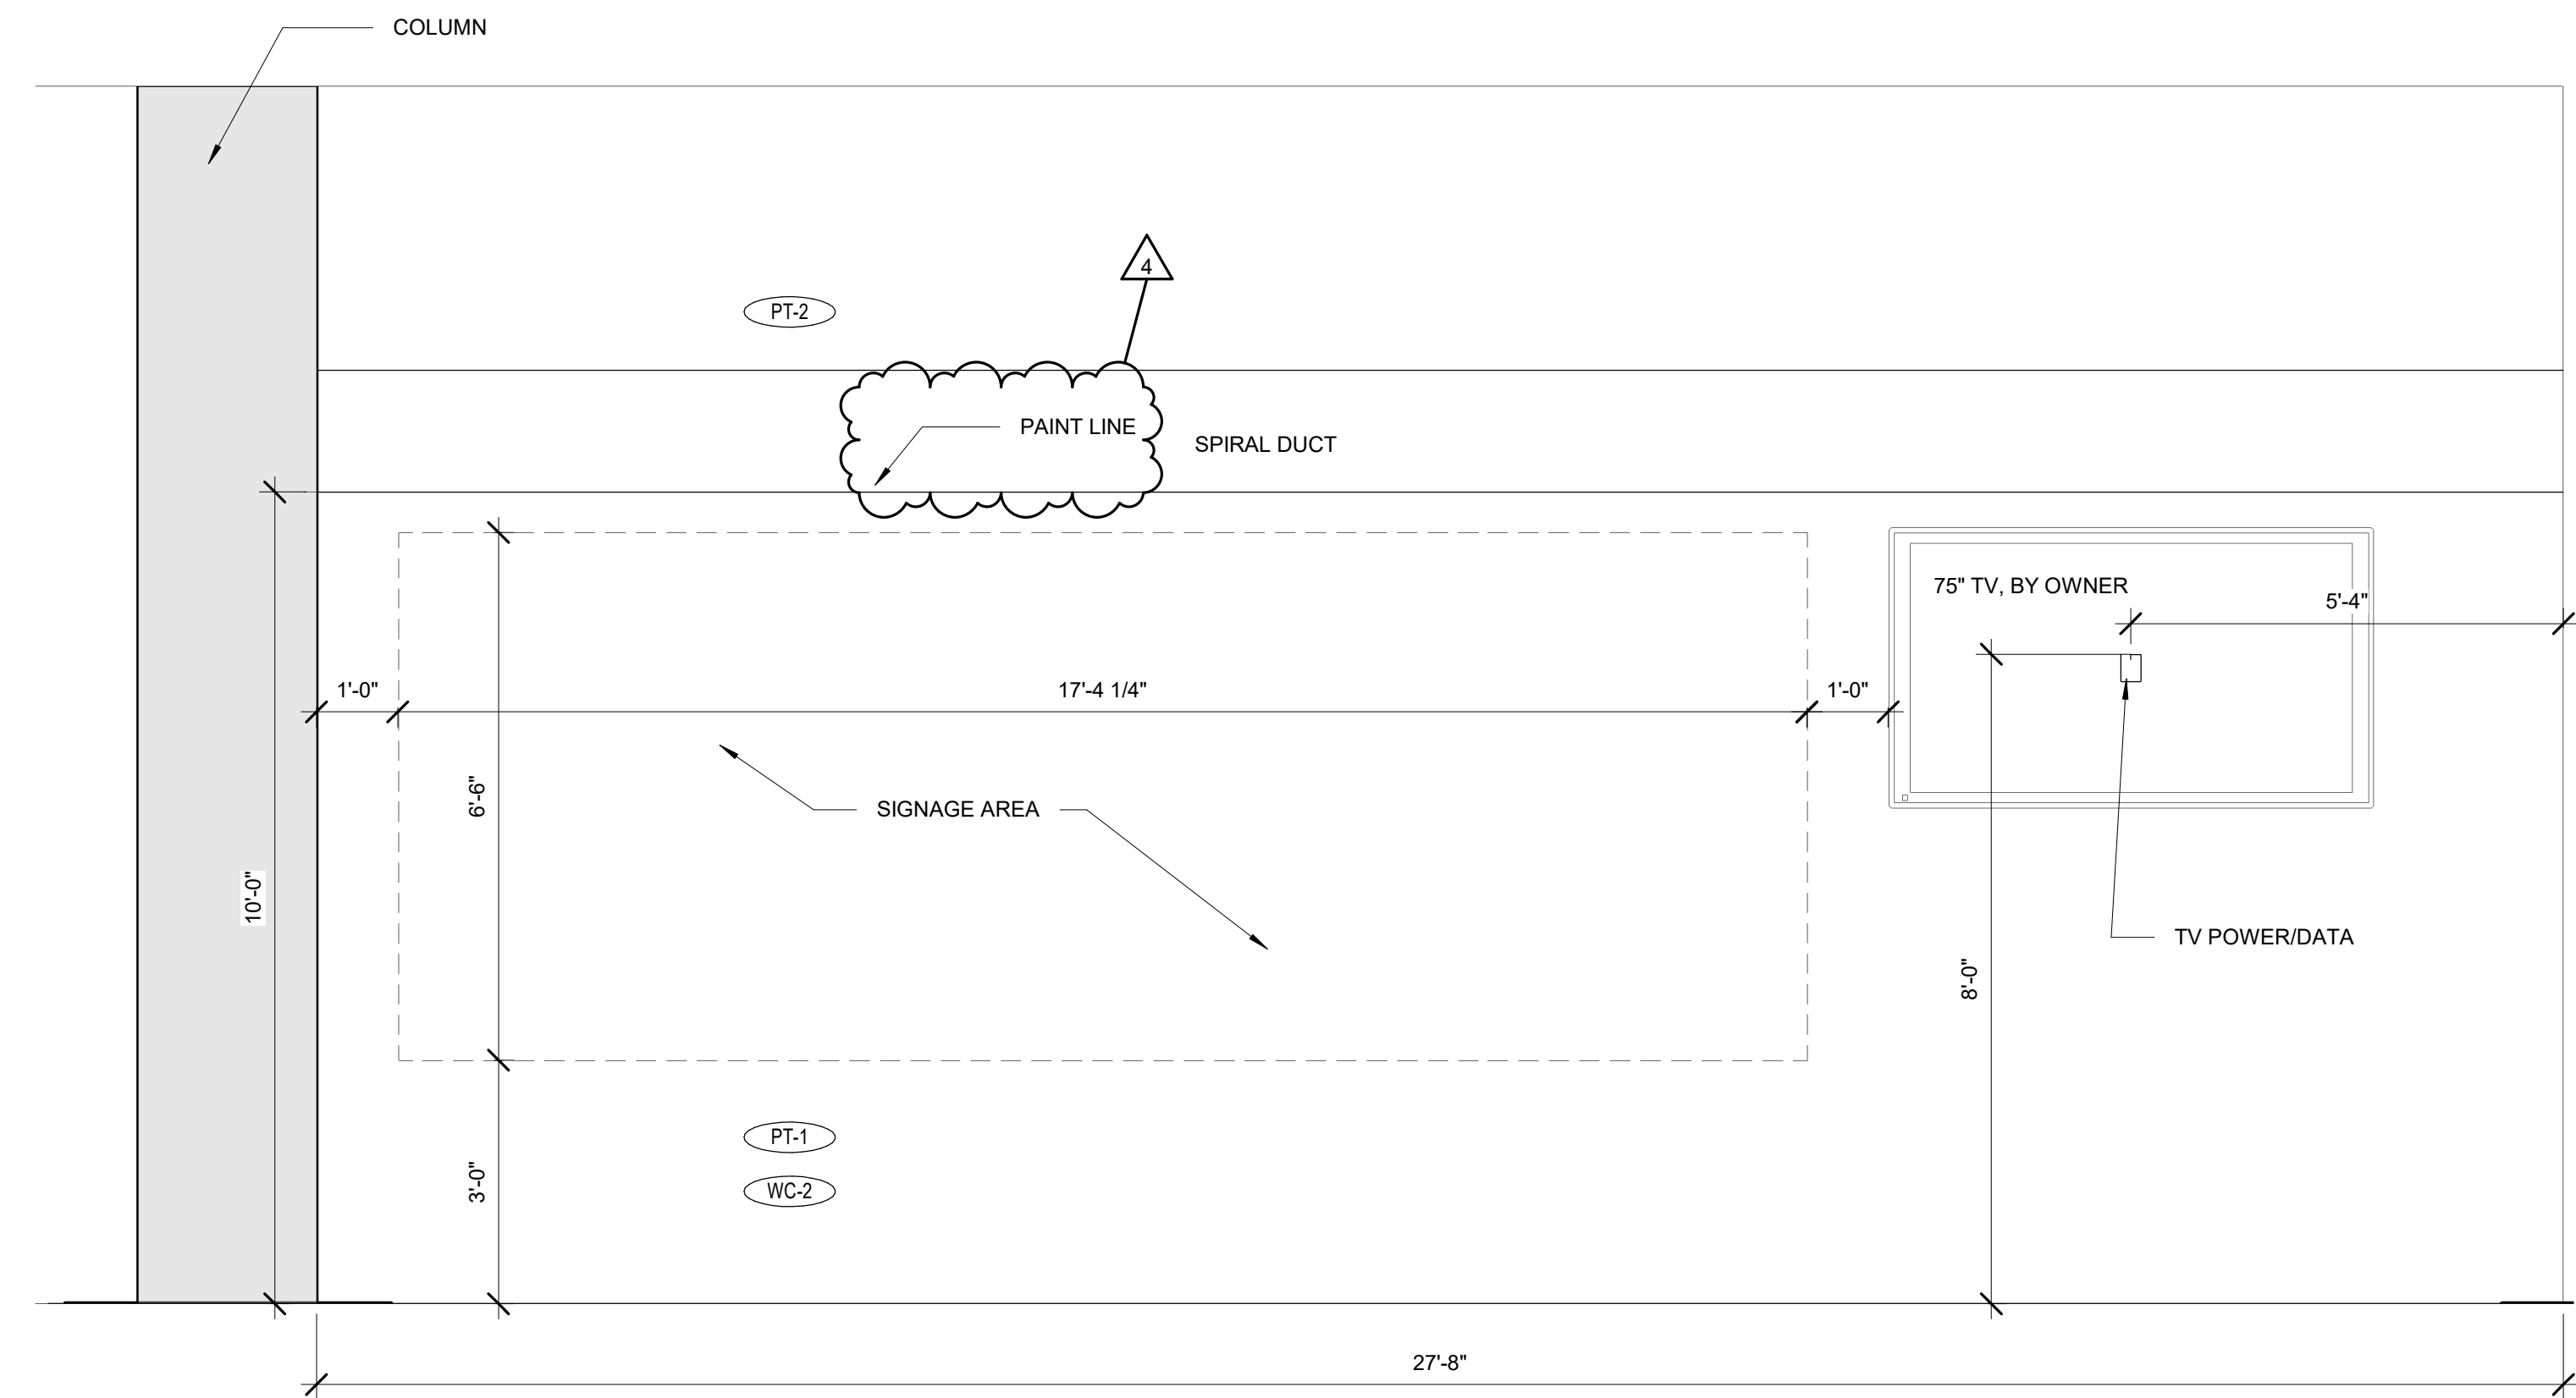 COLUMN
4
PT-2
PAINT LINE
SPIRAL DUCT
75" TV, BY OWNER
5'-4"
1'-0"
17'-4 1/4"
1'-0"
6'-6"
SIGNAGE AREA
10'-0"
TV POWER/DATA
8'-0"
PT-1
3'-0"
WC-2
27'-8"